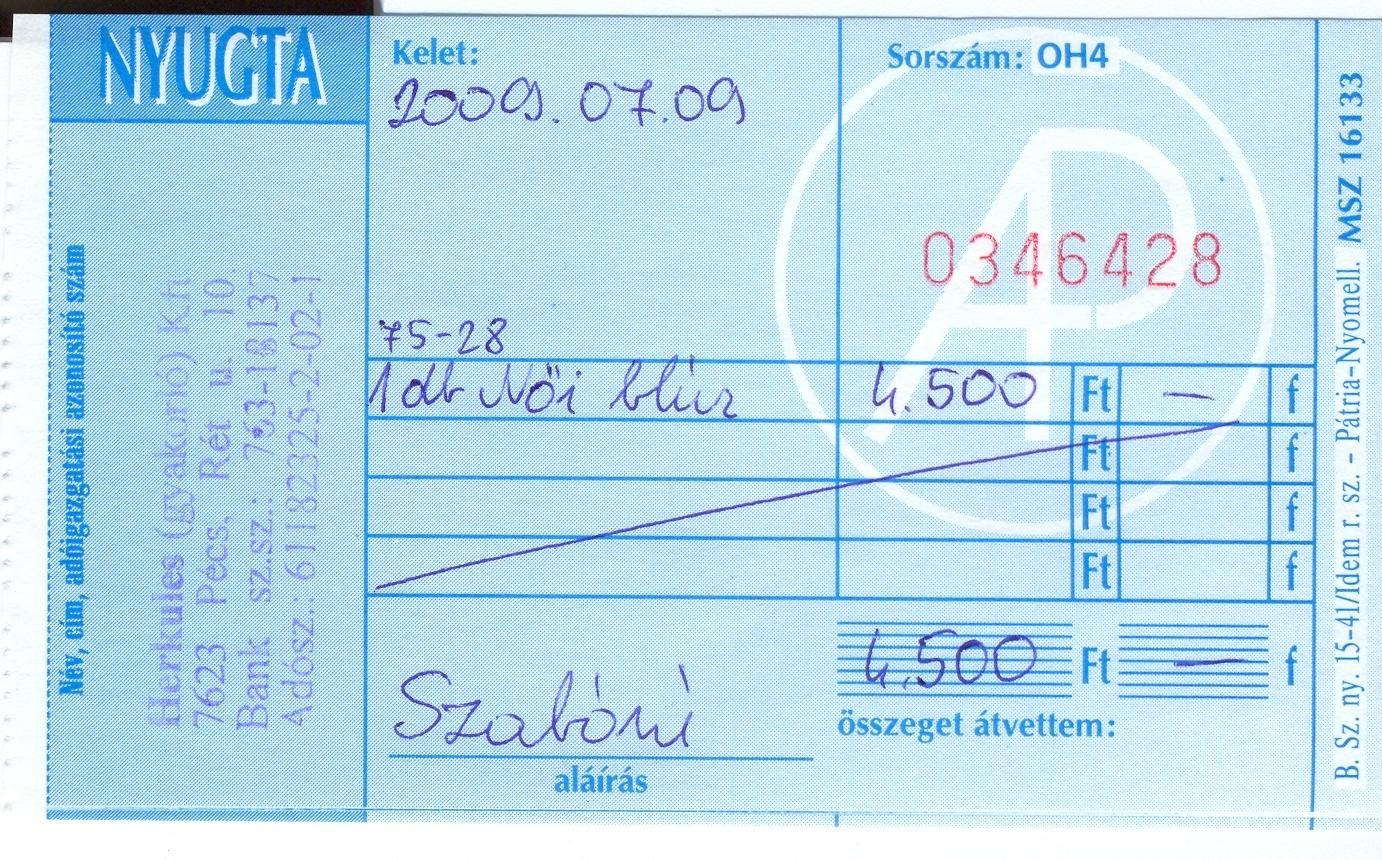 NYUGTA
Név, cím, adóigazgatási azonosító szám
Herkules (gyakorló) Kft
7623 Pécs, Rét u. 10
Bank sz.sz.: 763-18137
Adósz.: 61182325-2-02-1
Kelet:
2009. 07. 09
Sorszám: OH4
0346428
75-28
1 db Női blúz 4.500 Ft — f
Ft f
Ft f
Ft f
4.500 Ft — f
összeget átvettem:
Szabóni
aláírás
B. Sz. ny. 15-41/Idem r. sz. – Pátria-Nyomell. MSZ 16133